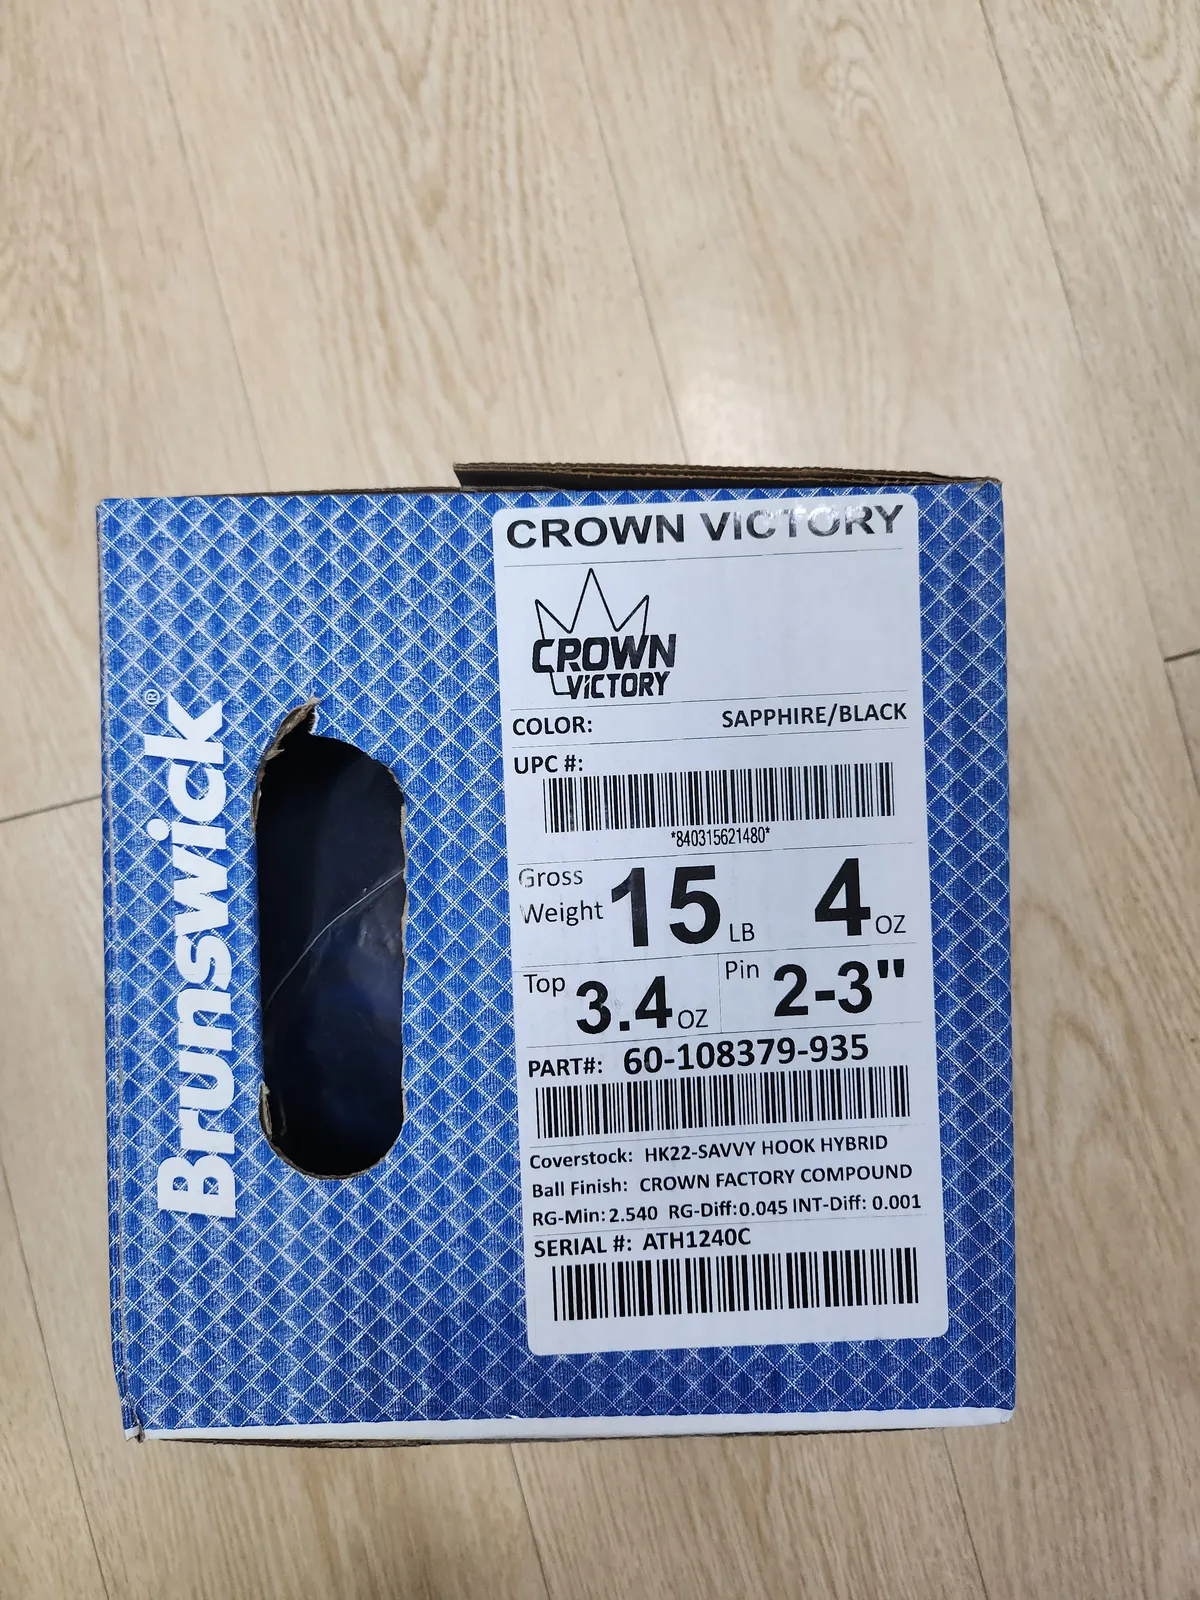 Brunswick®
CROWN VICTORY
CROWN
VICTORY
COLOR: SAPPHIRE/BLACK
UPC #:
*840315621480*
Gross
Weight 15 LB 4 OZ
Top 3.4 OZ Pin 2-3"
PART#: 60-108379-935
Coverstock: HK22-SAVVY HOOK HYBRID
Ball Finish: CROWN FACTORY COMPOUND
RG-Min: 2.540 RG-Diff:0.045 INT-Diff: 0.001
SERIAL #: ATH1240C